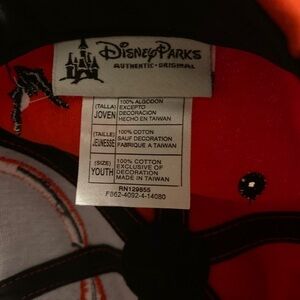 Disney Parks
AUTHENTIC · ORIGINAL
(TALLA)
JOVEN
100% ALGODON
EXCEPTO
DECORACION
HECHO EN TAIWAN
(TAILLE)
JEUNESSE
100% COTON
SAUF DECORATION
FABRIQUE A TAIWAN
(SIZE)
YOUTH
100% COTTON
EXCLUSIVE OF
DECORATION
MADE IN TAIWAN
RN129855
F862-4092-4-14080